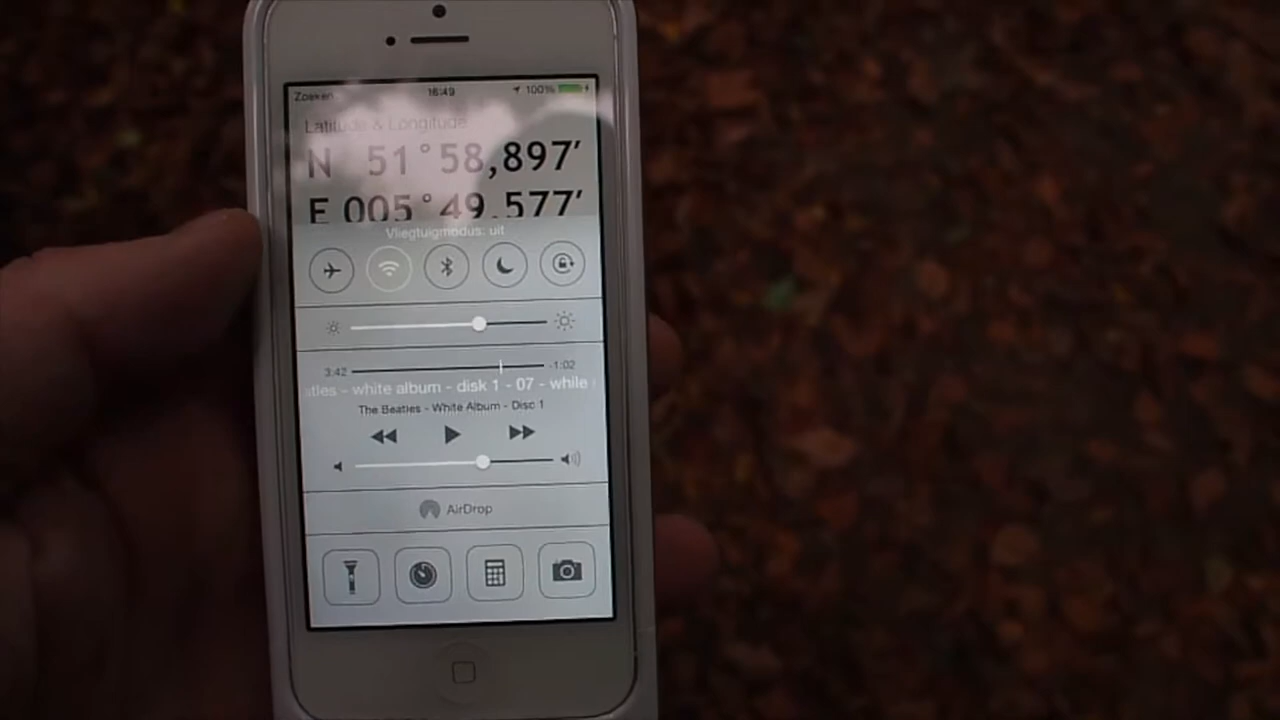 Zoeken 16:49 100%
Latitude & Longitude
N 51°58,897'
E 005°49.577'
Vliegtuigmodus: uit
3:42 -1:02
tles - white album - disk 1 - 07 - while
The Beatles - White Album - Disc 1
AirDrop